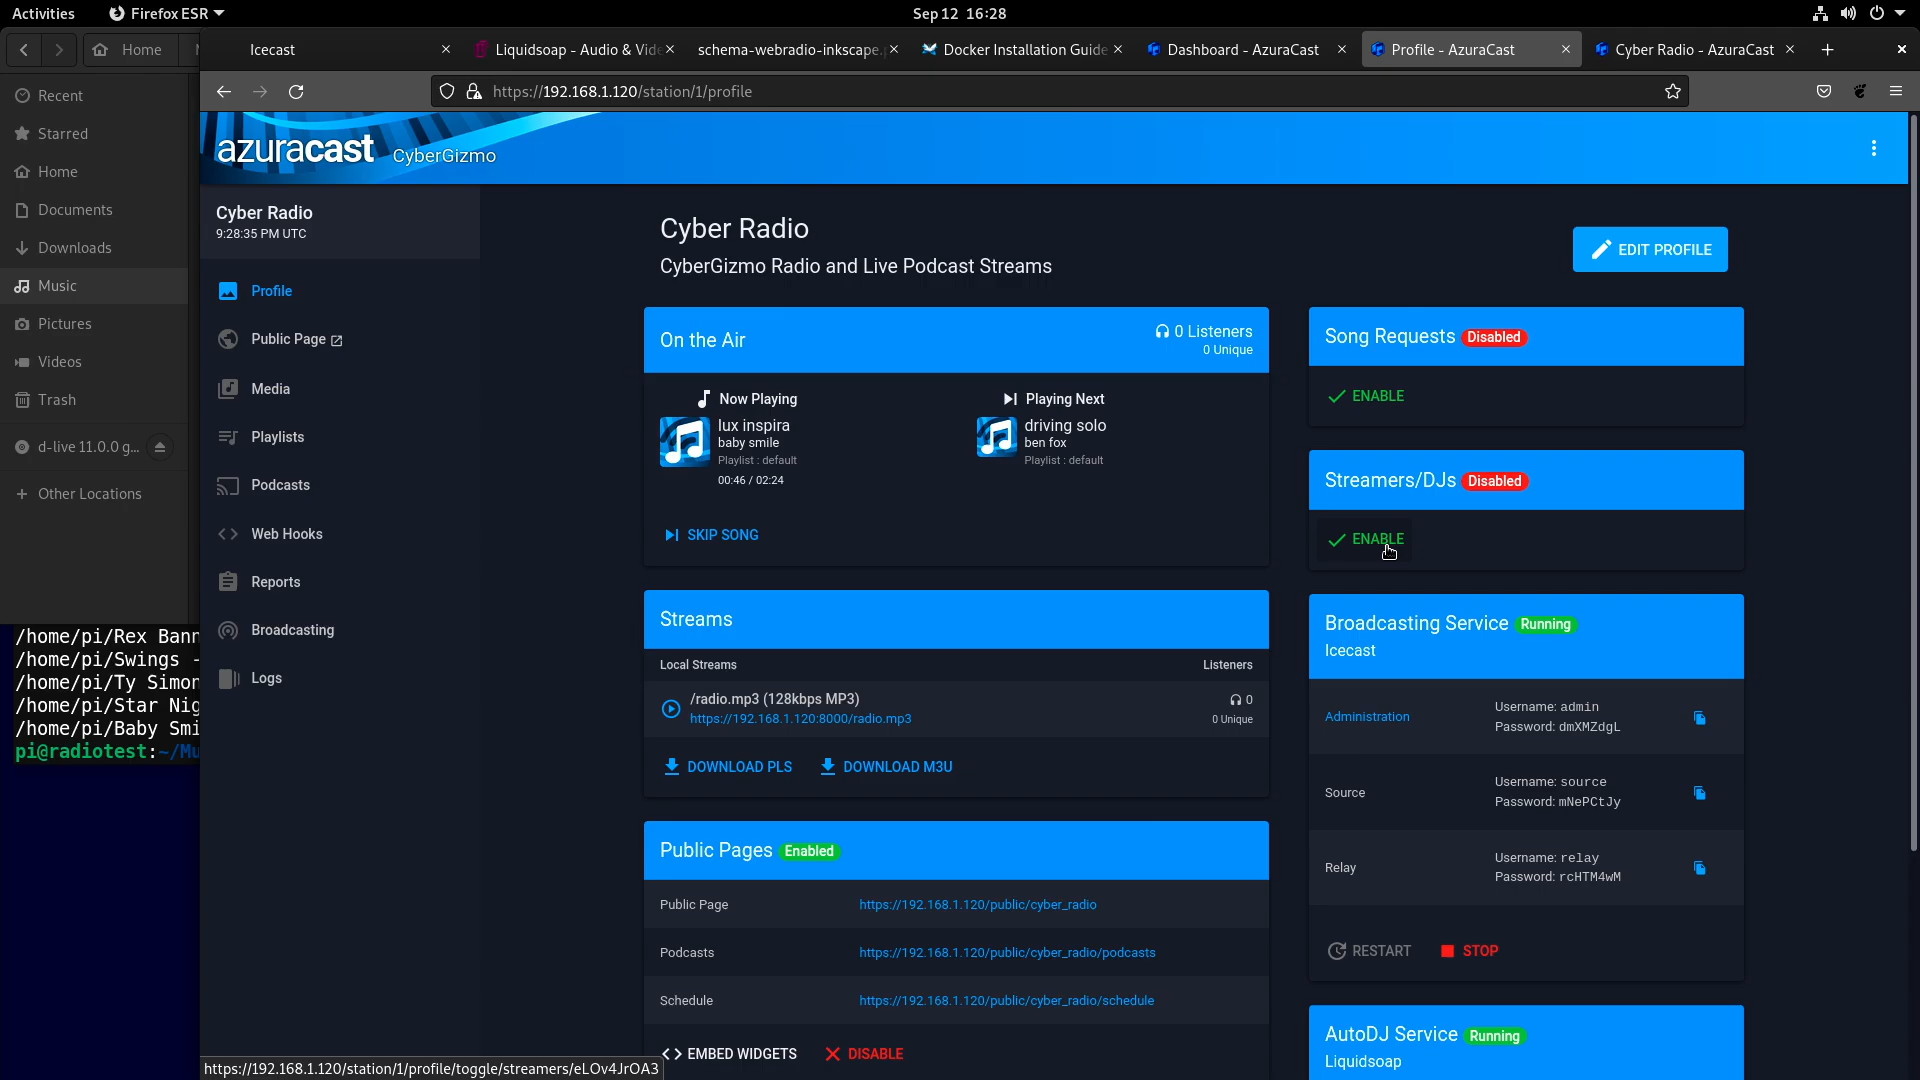 Activities
Firefox ESR
Sep 12 16:28
Home
Icecast
Liquidsoap - Audio & Vide
schema-webradio-inkscape.p
Docker Installation Guide
Dashboard - AzuraCast
Profile - AzuraCast
Cyber Radio - AzuraCast
https://192.168.1.120/station/1/profile
Recent
Starred
Home
Documents
Downloads
Music
Pictures
Videos
Trash
d-live 11.0.0 g...
Other Locations
/home/pi/Rex Bann
/home/pi/Swings -
/home/pi/Ty Simon
/home/pi/Star Nig
/home/pi/Baby Smi
pi@radiotest:~/Mu
azuracast CyberGizmo
Cyber Radio
9:28:35 PM UTC
Profile
Public Page
Media
Playlists
Podcasts
Web Hooks
Reports
Broadcasting
Logs
Cyber Radio
CyberGizmo Radio and Live Podcast Streams
EDIT PROFILE
On the Air
0 Listeners
0 Unique
Now Playing
lux inspira
baby smile
Playlist : default
00:46 / 02:24
Playing Next
driving solo
ben fox
Playlist : default
SKIP SONG
Streams
Local Streams
Listeners
/radio.mp3 (128kbps MP3)
https://192.168.1.120:8000/radio.mp3
0
0 Unique
DOWNLOAD PLS
DOWNLOAD M3U
Public Pages Enabled
Public Page
https://192.168.1.120/public/cyber_radio
Podcasts
https://192.168.1.120/public/cyber_radio/podcasts
Schedule
https://192.168.1.120/public/cyber_radio/schedule
EMBED WIDGETS
DISABLE
Song Requests Disabled
ENABLE
Streamers/DJs Disabled
ENABLE
Broadcasting Service Running
Icecast
Administration
Username: admin
Password: dmXMZdgL
Source
Username: source
Password: mNePCtJy
Relay
Username: relay
Password: rcHTM4wM
RESTART
STOP
AutoDJ Service Running
Liquidsoap
https://192.168.1.120/station/1/profile/toggle/streamers/eLOv4JrOA3